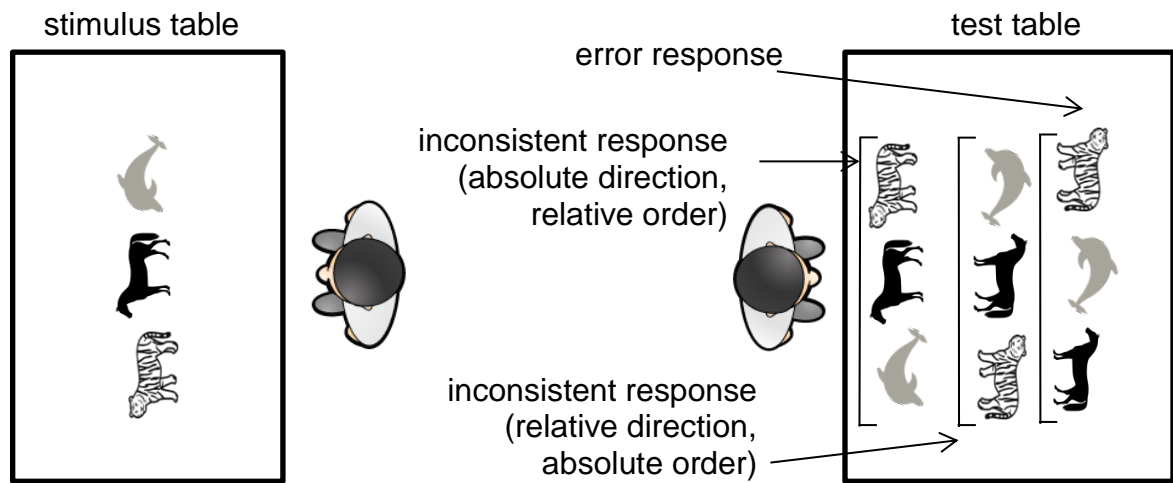 stimulus table
test table
error response
inconsistent response
(absolute direction,
relative order)
inconsistent response
(relative direction,
absolute order)